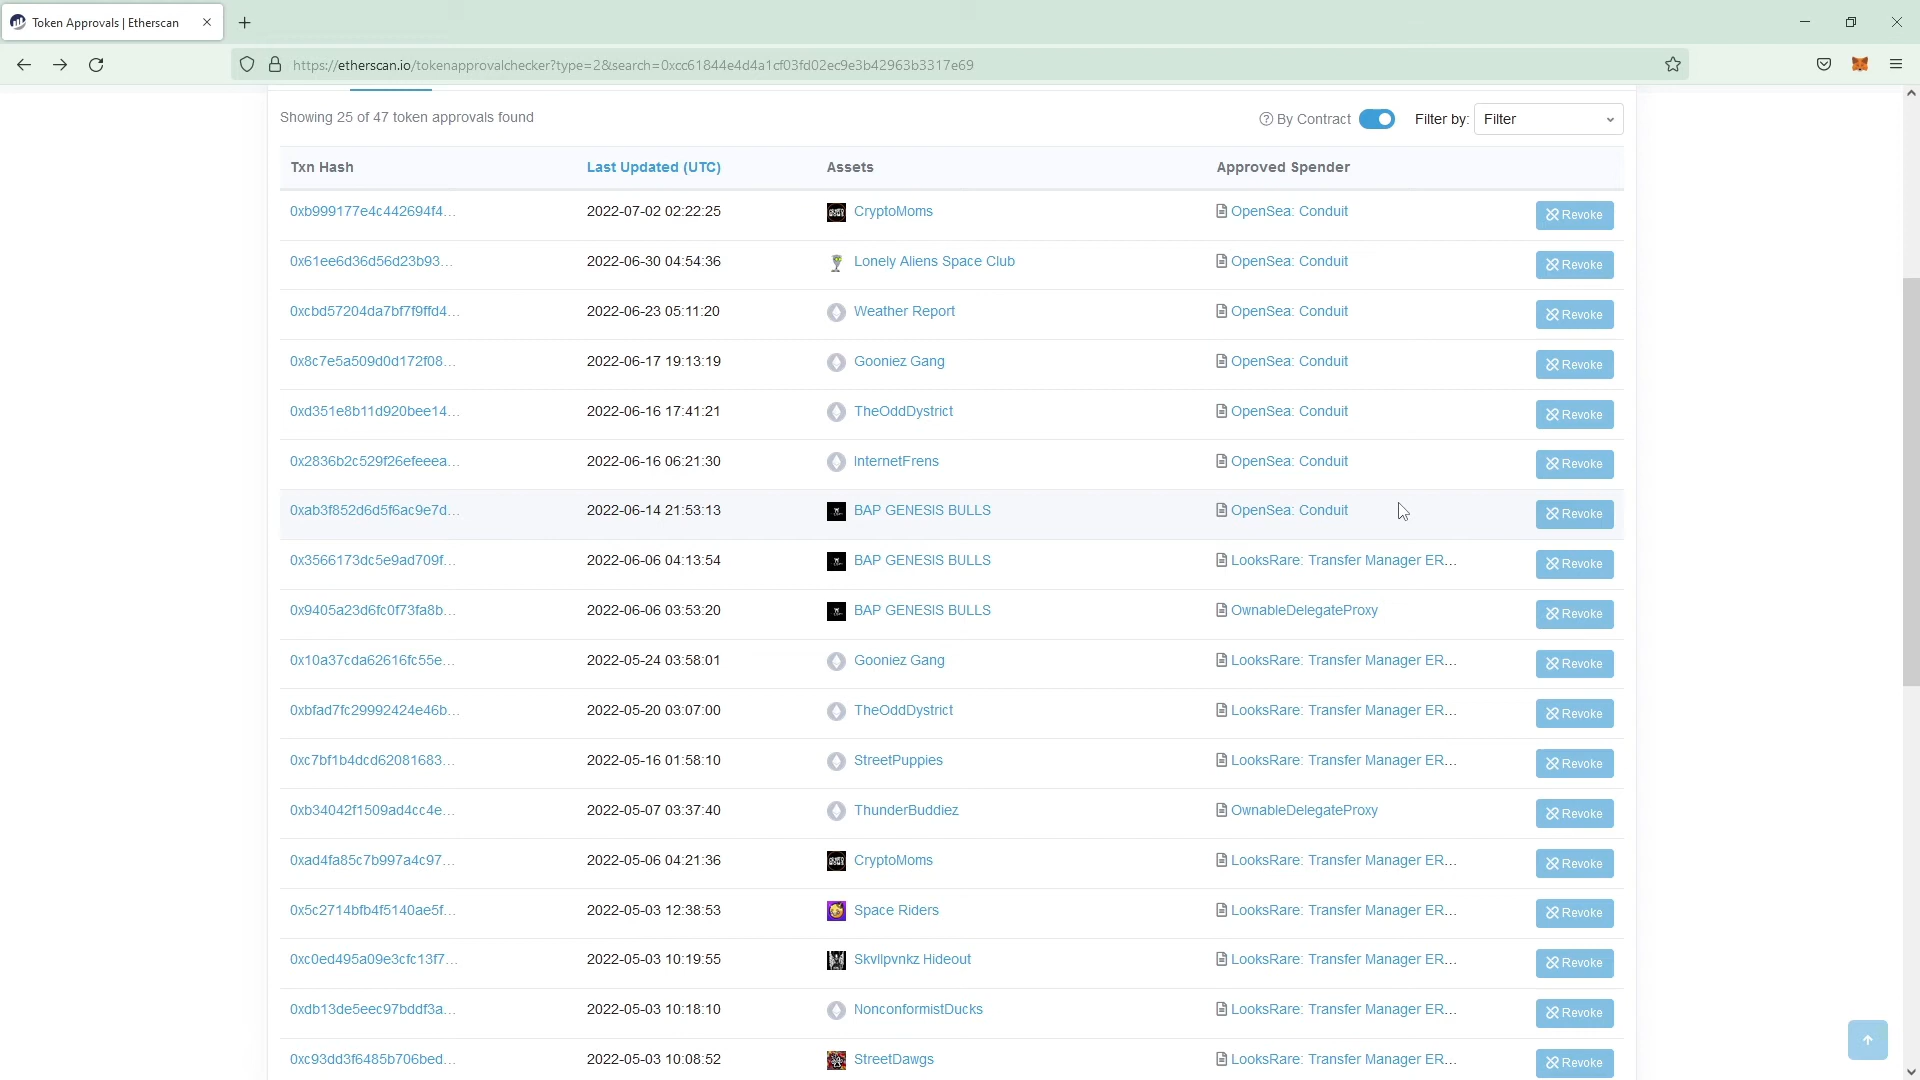 Token Approvals | Etherscan
https://etherscan.io/tokenapprovalchecker?type=2&search=0xcc61844e4d4a1cf03fd02ec9e3b42963b3317e69
Showing 25 of 47 token approvals found
By Contract Filter by: Filter
Txn Hash Last Updated (UTC) Assets Approved Spender
0xb999177e4c442694f4... 2022-07-02 02:22:25 CryptoMoms OpenSea: Conduit Revoke
0x61ee6d36d56d23b93... 2022-06-30 04:54:36 Lonely Aliens Space Club OpenSea: Conduit Revoke
0xcbd57204da7bf7f9ffd4... 2022-06-23 05:11:20 Weather Report OpenSea: Conduit Revoke
0x8c7e5a509d0d172f08... 2022-06-17 19:13:19 Gooniez Gang OpenSea: Conduit Revoke
0xd351e8b11d920bee14... 2022-06-16 17:41:21 TheOddDystrict OpenSea: Conduit Revoke
0x2836b2c529f26efeeea... 2022-06-16 06:21:30 InternetFrens OpenSea: Conduit Revoke
0xab3f852d6d5f6ac9e7d... 2022-06-14 21:53:13 BAP GENESIS BULLS OpenSea: Conduit Revoke
0x3566173dc5e9ad709f... 2022-06-06 04:13:54 BAP GENESIS BULLS LooksRare: Transfer Manager ER... Revoke
0x9405a23d6fc0f73fa8b... 2022-06-06 03:53:20 BAP GENESIS BULLS OwnableDelegateProxy Revoke
0x10a37cda62616fc55e... 2022-05-24 03:58:01 Gooniez Gang LooksRare: Transfer Manager ER... Revoke
0xbfad7fc29992424e46b... 2022-05-20 03:07:00 TheOddDystrict LooksRare: Transfer Manager ER... Revoke
0xc7bf1b4dcd62081683... 2022-05-16 01:58:10 StreetPuppies LooksRare: Transfer Manager ER... Revoke
0xb34042f1509ad4cc4e... 2022-05-07 03:37:40 ThunderBuddiez OwnableDelegateProxy Revoke
0xad4fa85c7b997a4c97... 2022-05-06 04:21:36 CryptoMoms LooksRare: Transfer Manager ER... Revoke
0x5c2714bfb4f5140ae5f... 2022-05-03 12:38:53 Space Riders LooksRare: Transfer Manager ER... Revoke
0xc0ed495a09e3cfc13f7... 2022-05-03 10:19:55 Skvllpvnkz Hideout LooksRare: Transfer Manager ER... Revoke
0xdb13de5eec97bddf3a... 2022-05-03 10:18:10 NonconformistDucks LooksRare: Transfer Manager ER... Revoke
0xc93dd3f6485b706bed... 2022-05-03 10:08:52 StreetDawgs LooksRare: Transfer Manager ER... Revoke